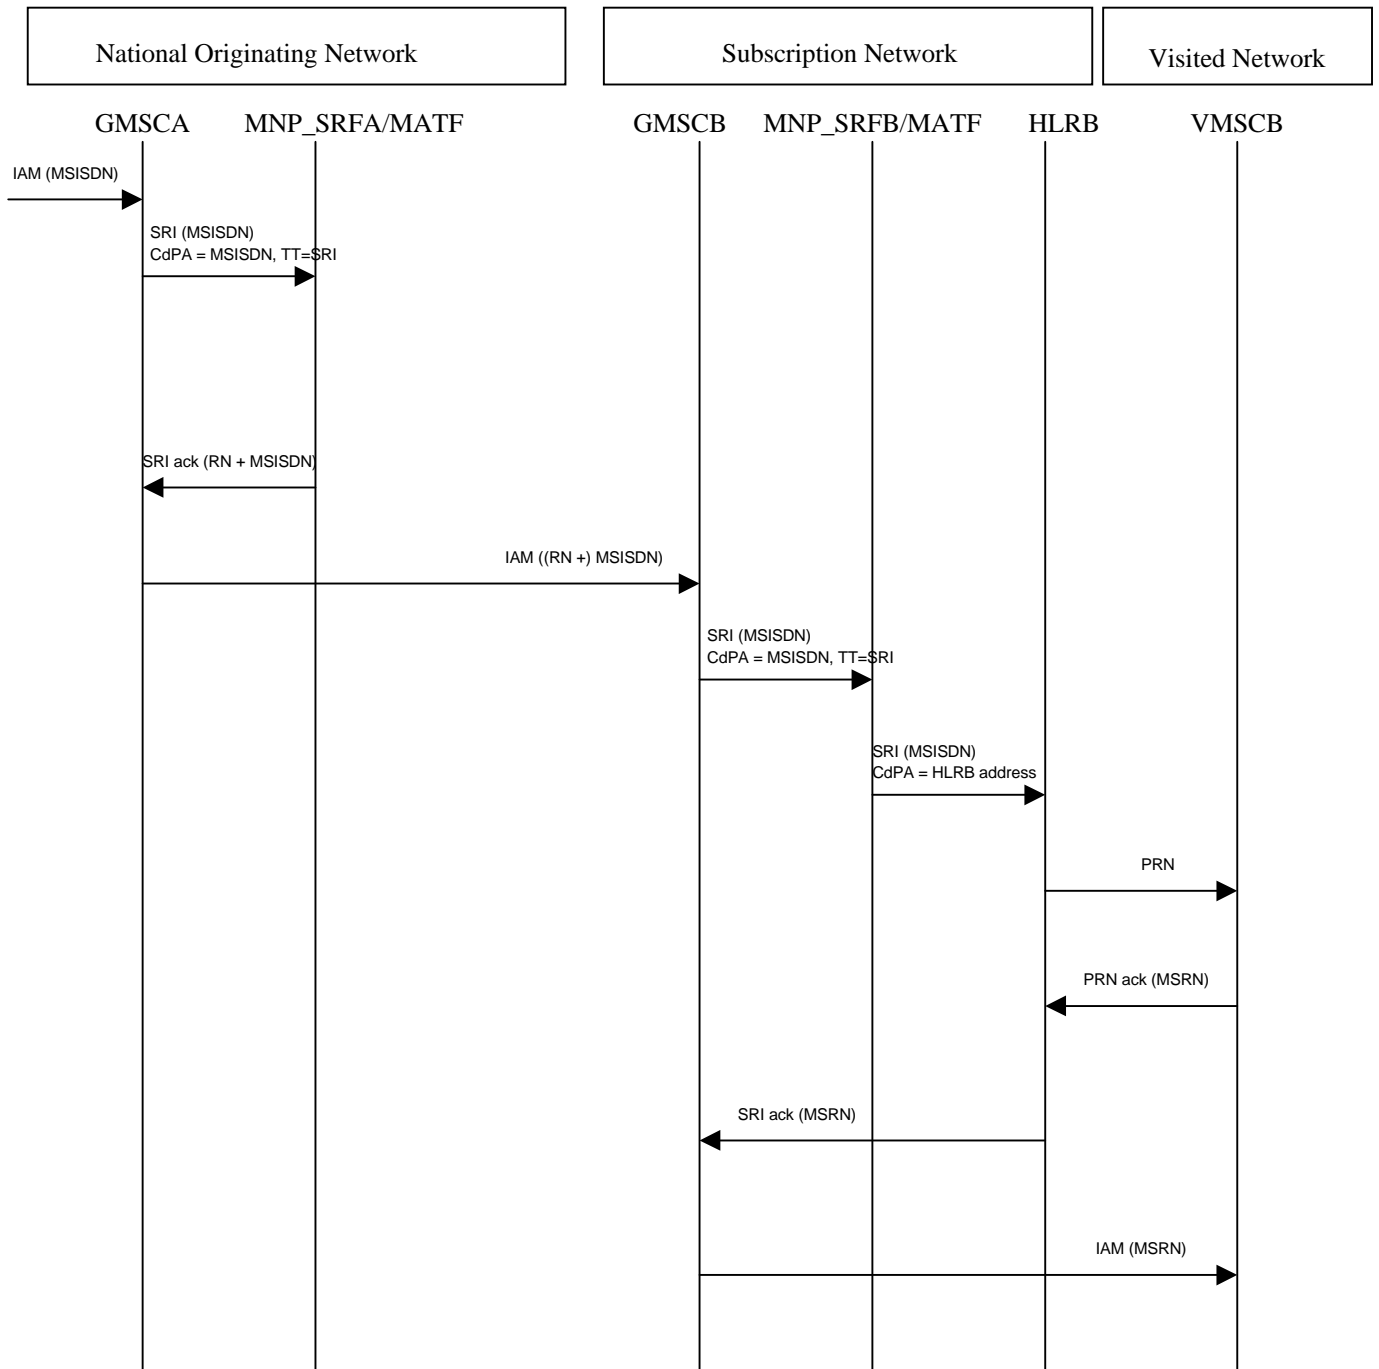 National Originating Network
Subscription Network
Visited Network
GMSCA
MNP_SRFA/MATF
GMSCB
MNP_SRFB/MATF
HLRB
VMSCB
IAM (MSISDN)
SRI (MSISDN)
CdPA = MSISDN, TT=SRI
SRI ack (RN + MSISDN)
IAM ((RN +) MSISDN)
SRI (MSISDN)
CdPA = MSISDN, TT=SRI
SRI (MSISDN)
CdPA = HLRB address
PRN
PRN ack (MSRN)
SRI ack (MSRN)
IAM (MSRN)